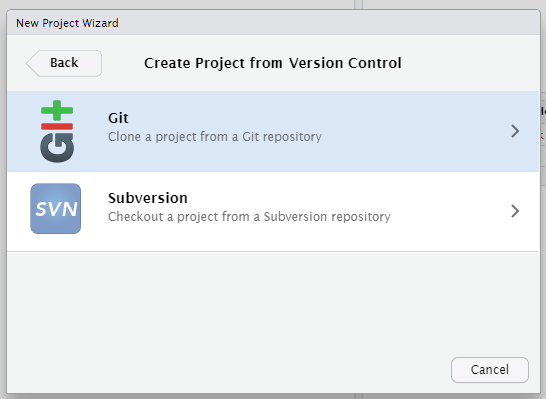 New Project Wizard
Back
Create Project from Version Control
Git
Git
Clone a project from a Git repository
SVN
Subversion
Checkout a project from a Subversion repository
Cancel